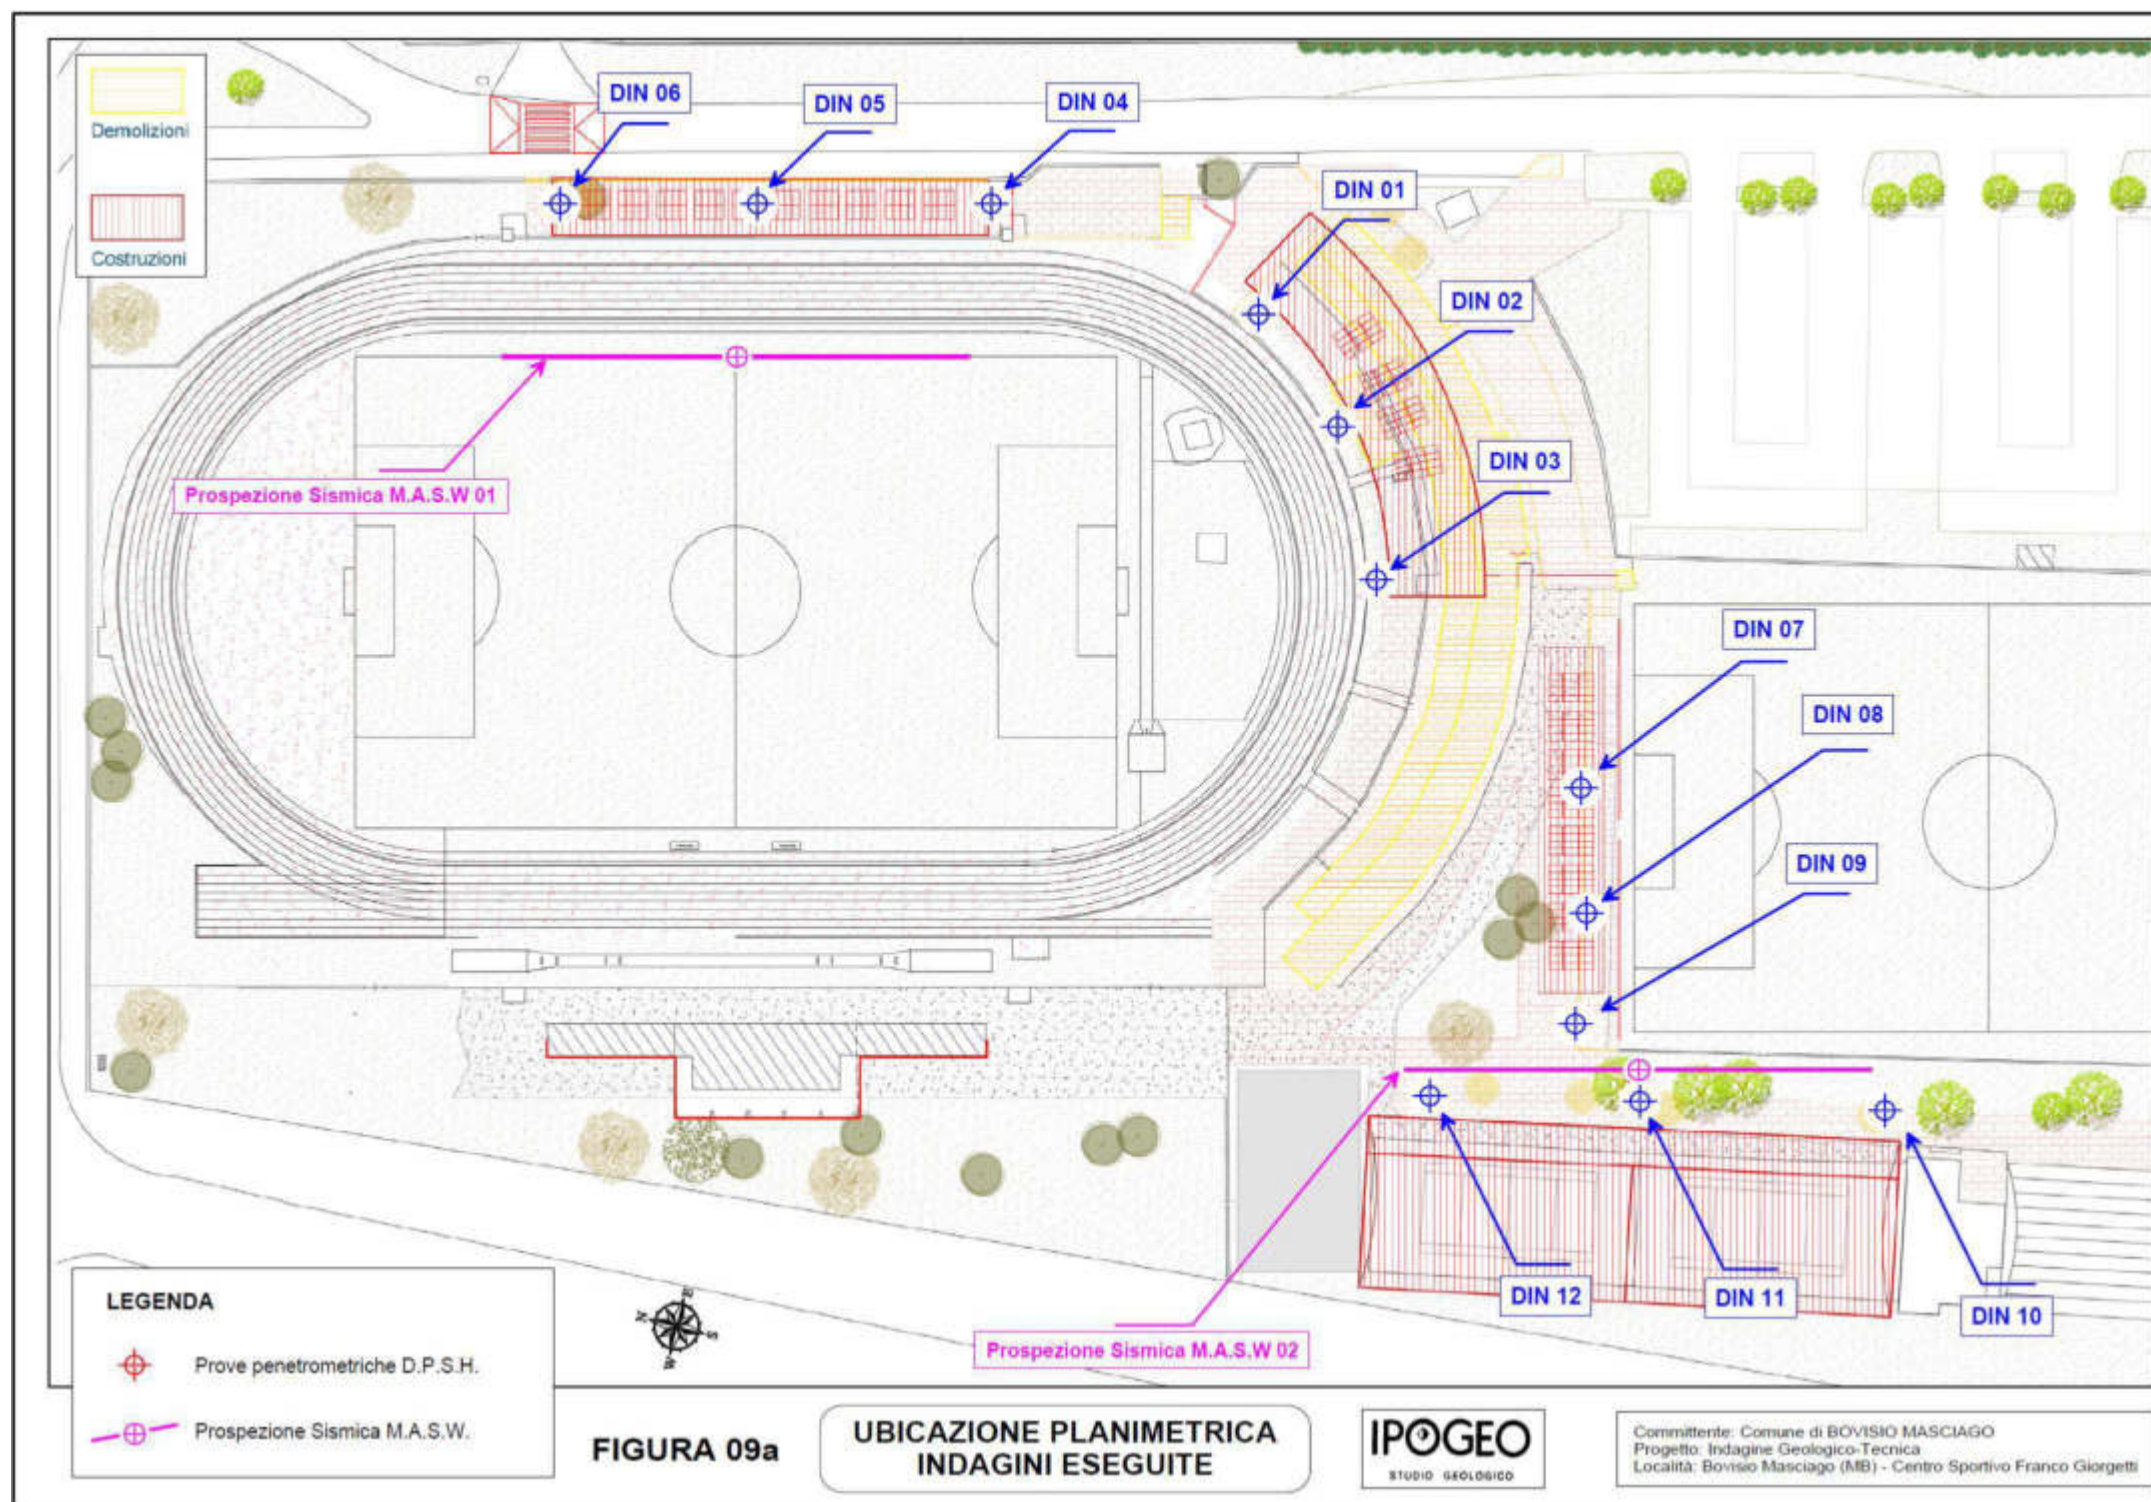 Demolizioni
Costruzioni
DIN 06
DIN 05
DIN 04
DIN 01
DIN 02
DIN 03
Prospezione Sismica M.A.S.W 01
DIN 07
DIN 08
DIN 09
DIN 12
DIN 11
DIN 10
Prospezione Sismica M.A.S.W 02
N
E
S
W
LEGENDA
Prove penetrometriche D.P.S.H.
Prospezione Sismica M.A.S.W.
FIGURA 09a
UBICAZIONE PLANIMETRICA
INDAGINI ESEGUITE
IPOGEO
STUDIO GEOLOGICO
Committente: Comune di BOVISIO MASCIAGO
Progetto: Indagine Geologico-Tecnica
Località: Bovisio Masciago (MB) - Centro Sportivo Franco Giorgetti